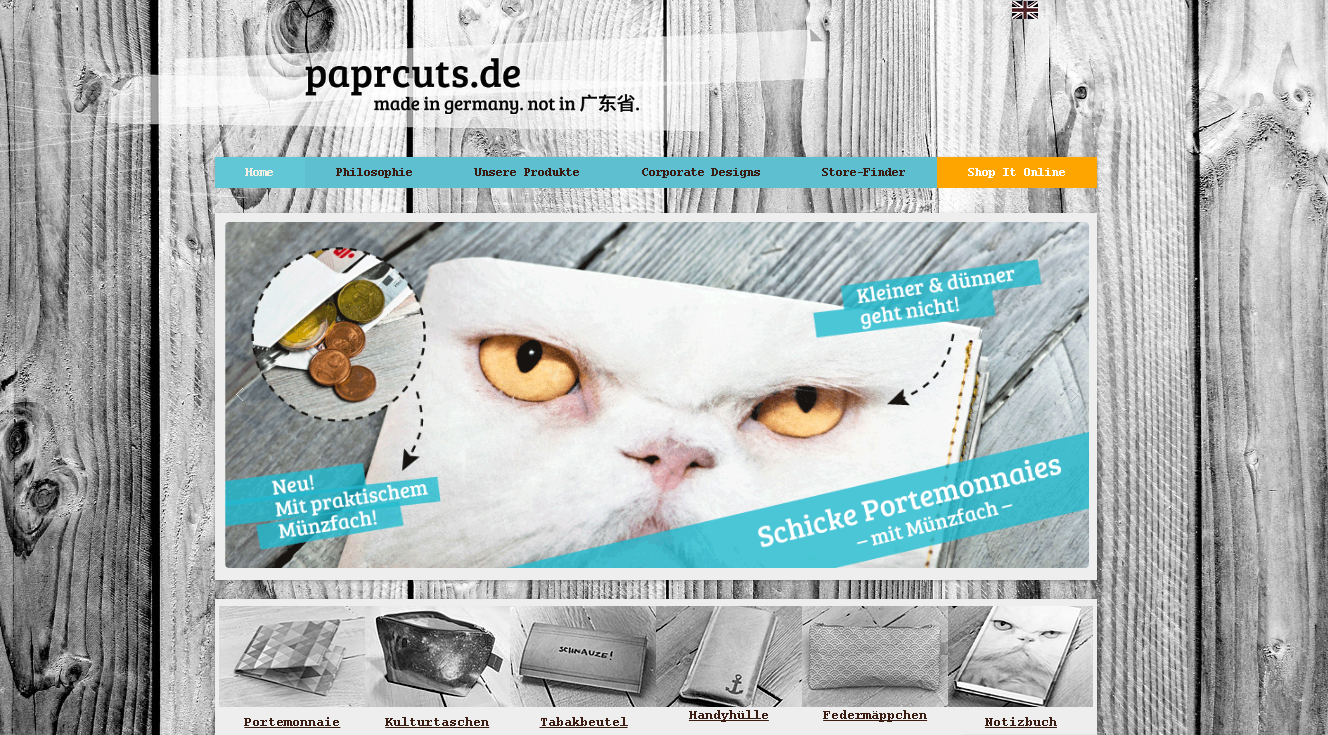 paprcuts.de
made in germany. not in 广东省.
Home Philosophie Unsere Produkte Corporate Designs Store-Finder Shop It Online
Kleiner & dünner
geht nicht!
Neu!
Mit praktischem
Münzfach!
Schicke Portemonnaies
– mit Münzfach –
SCHNAUZE!
Portemonnaie Kulturtaschen Tabakbeutel Handyhülle Federmäppchen Notizbuch